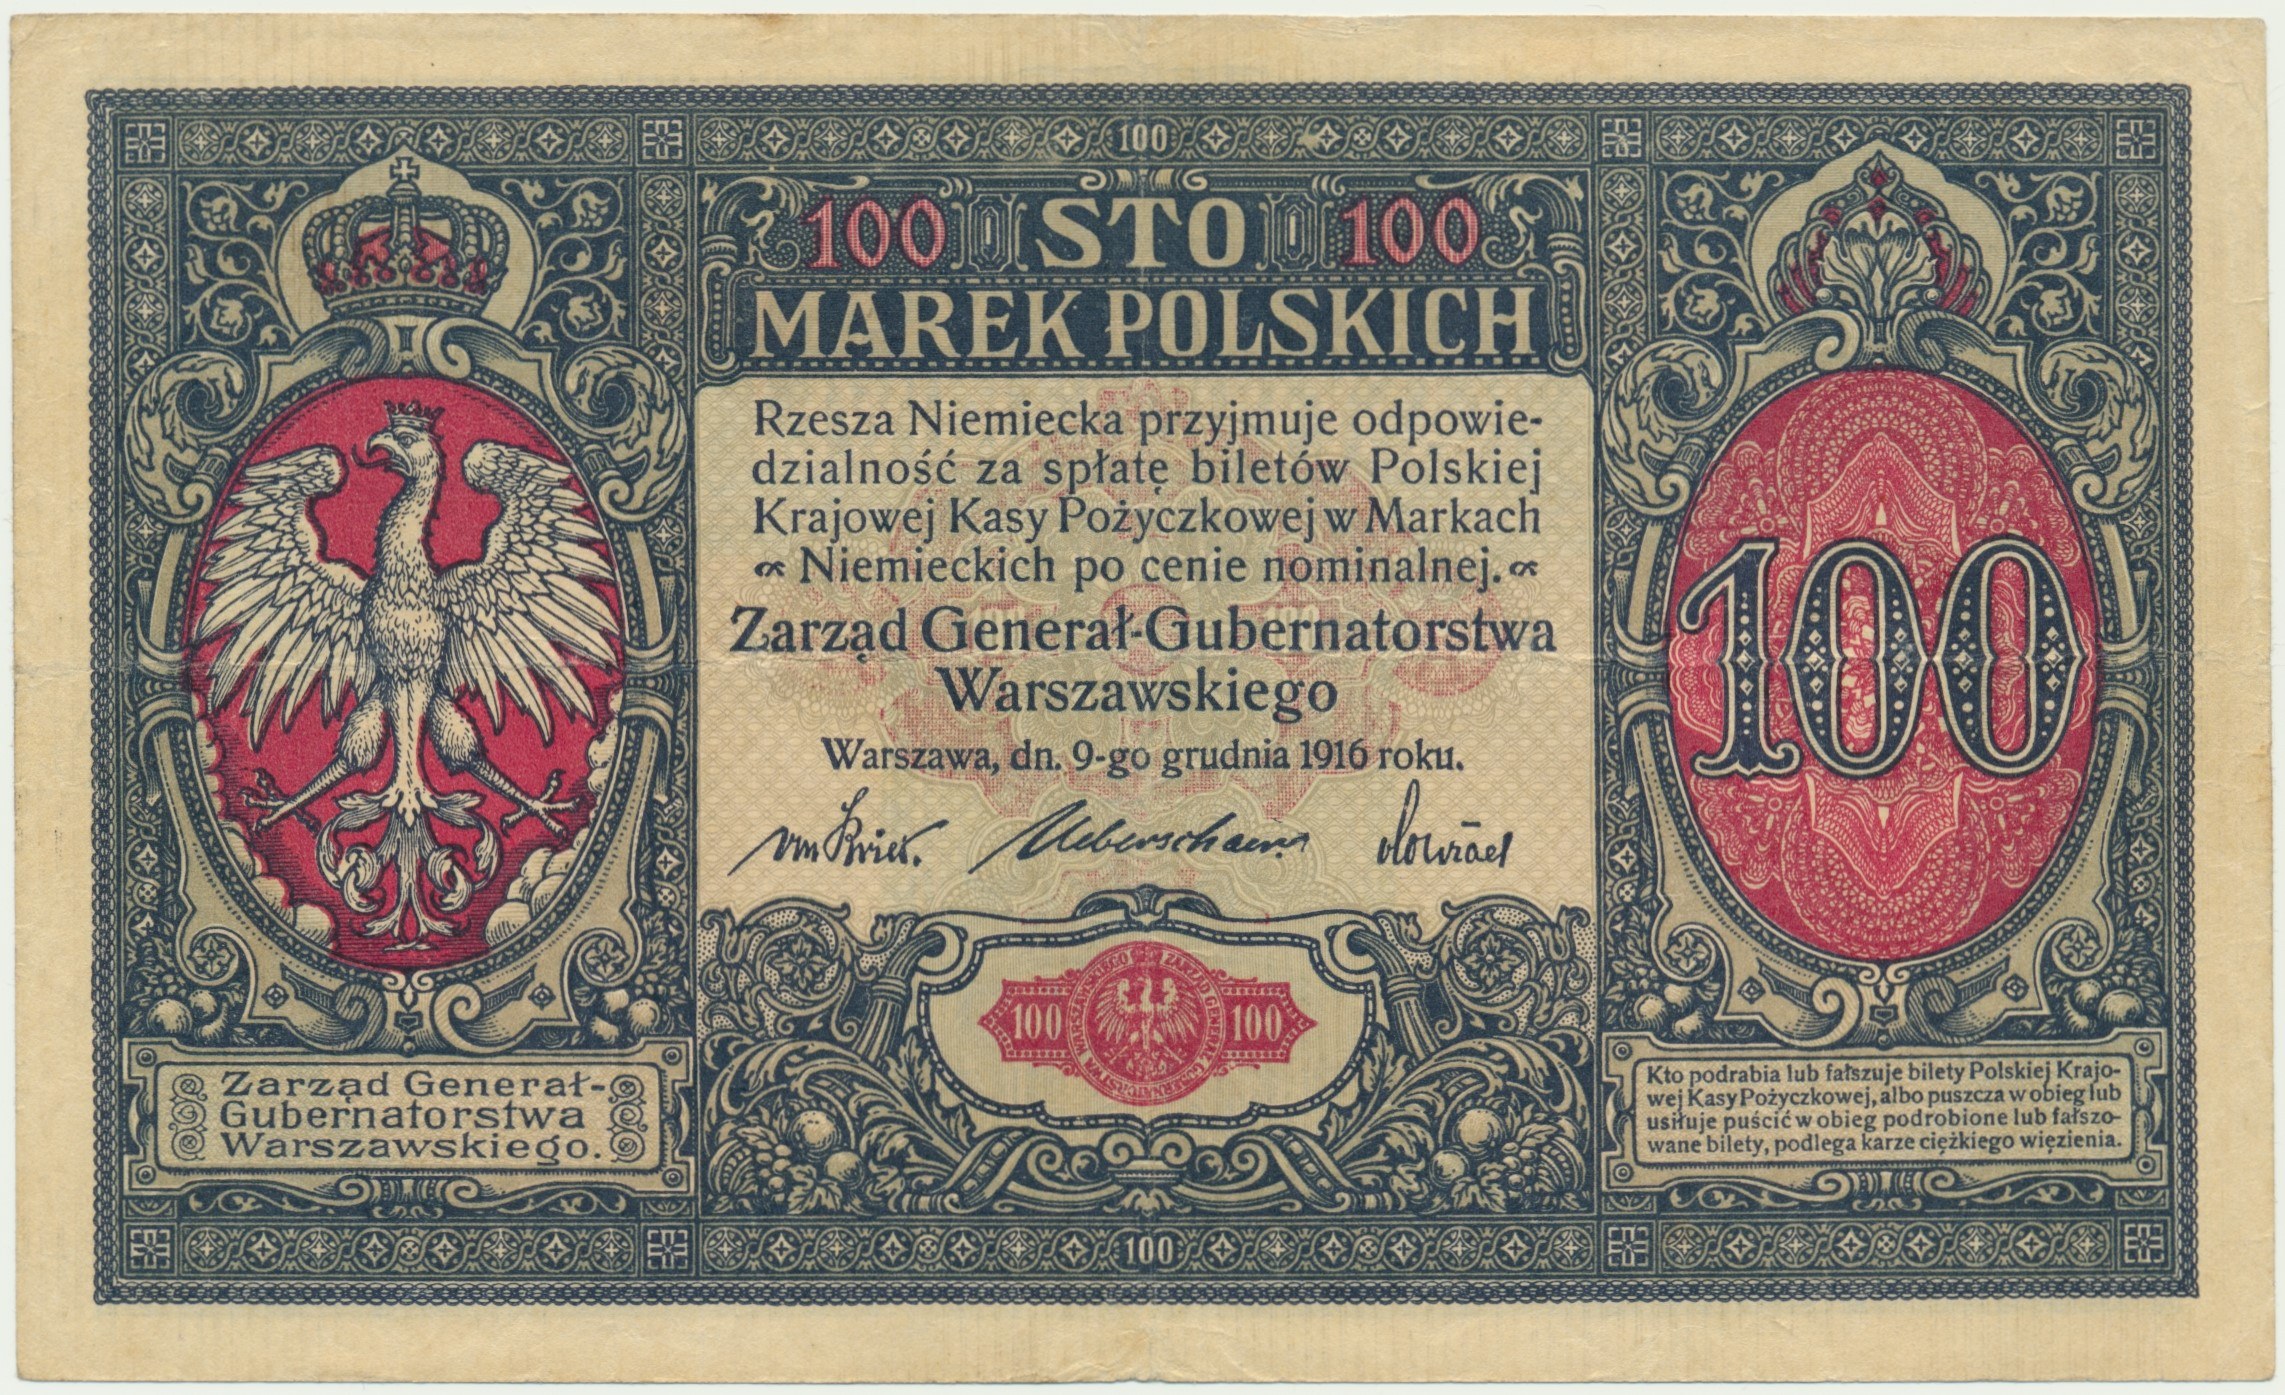 100
100 STO 100
MAREK POLSKICH
Rzesza Niemiecka przyjmuje odpowie-
dzialność za spłatę biletów Polskiej
Krajowej Kasy Pożyczkowej w Markach
Niemieckich po cenie nominalnej.
Zarząd Generał-Gubernatorstwa
Warszawskiego
Warszawa, dn. 9-go grudnia 1916 roku.
100
100 100
Zarząd Generał-
Gubernatorstwa
Warszawskiego.
Kto podrabia lub fałszuje bilety Polskiej Krajo-
wej Kasy Pożyczkowej, albo puszcza w obieg lub
usiłuje puścić w obieg podrobione lub fałszo-
wane bilety, podlega karze ciężkiego więzienia.
100